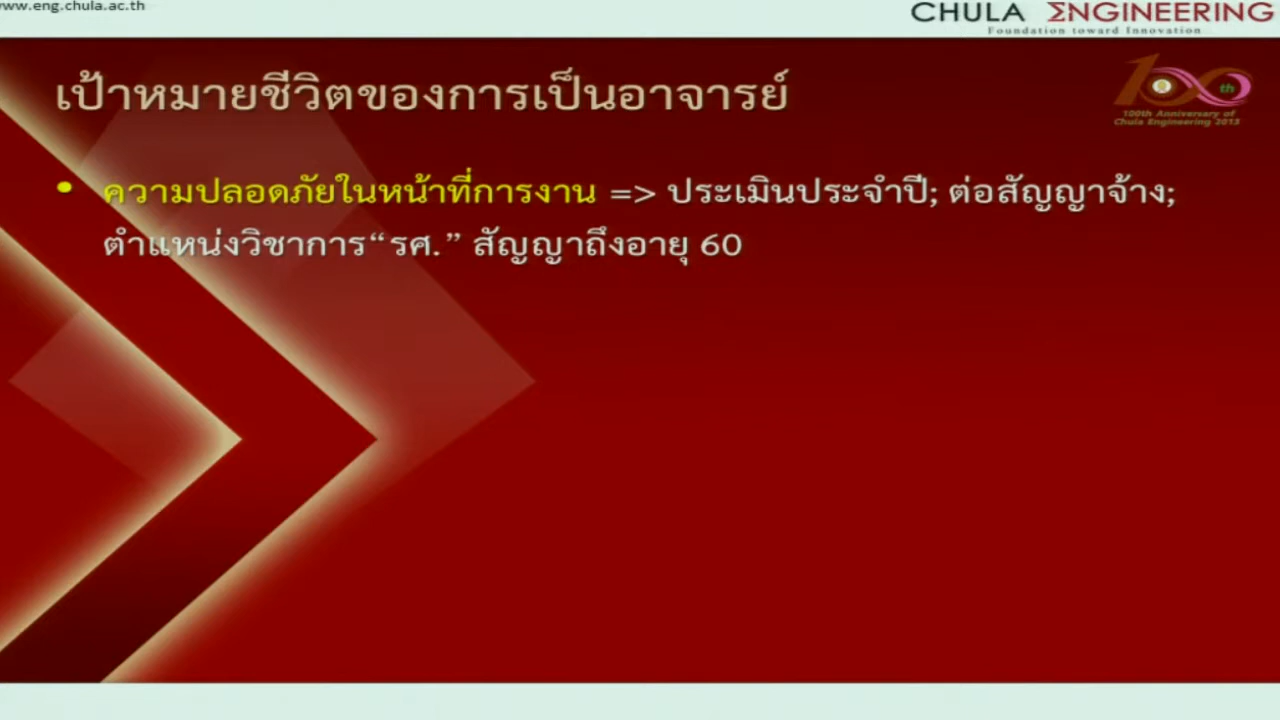 www.eng.chula.ac.th
CHULA ΣNGINEERING
Foundation toward Innovation
เป้าหมายชีวิตของการเป็นอาจารย์
100th
100th Anniversary of
Chula Engineering 2013
• ความปลอดภัยในหน้าที่การงาน => ประเมินประจำปี; ต่อสัญญาจ้าง;
ตำแหน่งวิชาการ“รศ.” สัญญาถึงอายุ 60